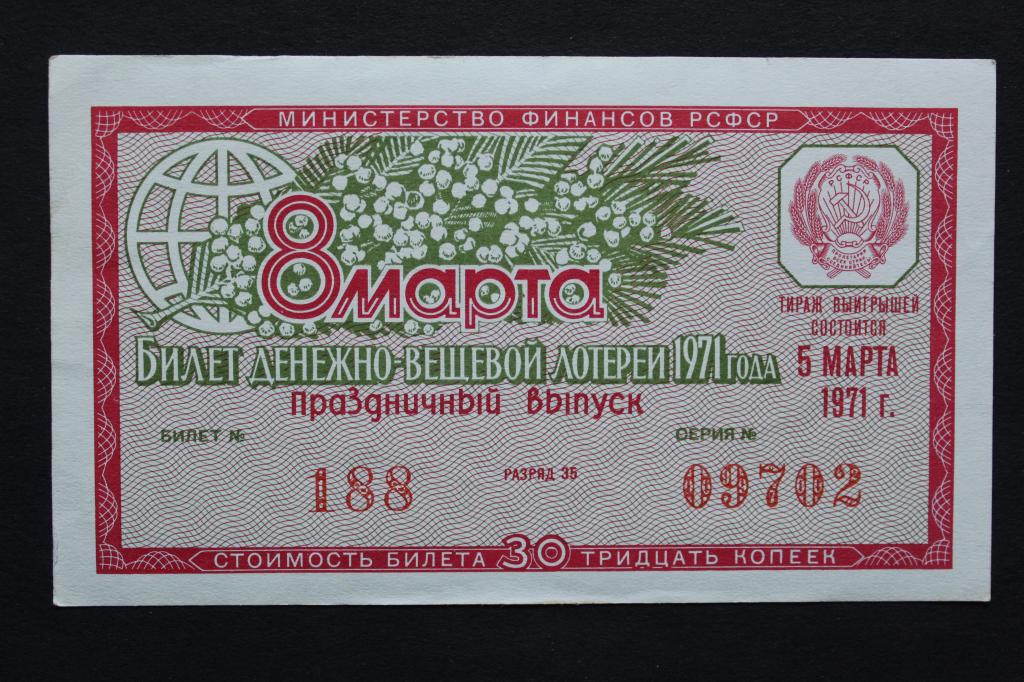 МИНИСТЕРСТВО ФИНАНСОВ РСФСР
РСФСР
8 марта
ТИРАЖ ВЫИГРЫШЕЙ
СОСТОИТСЯ
5 МАРТА
1971 г.
БИЛЕТ ДЕНЕЖНО-ВЕЩЕВОЙ ЛОТЕРЕИ 1971 ГОДА
Праздничный выпуск
БИЛЕТ № СЕРИЯ №
188 РАЗРЯД 35 09702
СТОИМОСТЬ БИЛЕТА 30 ТРИДЦАТЬ КОПЕЕК